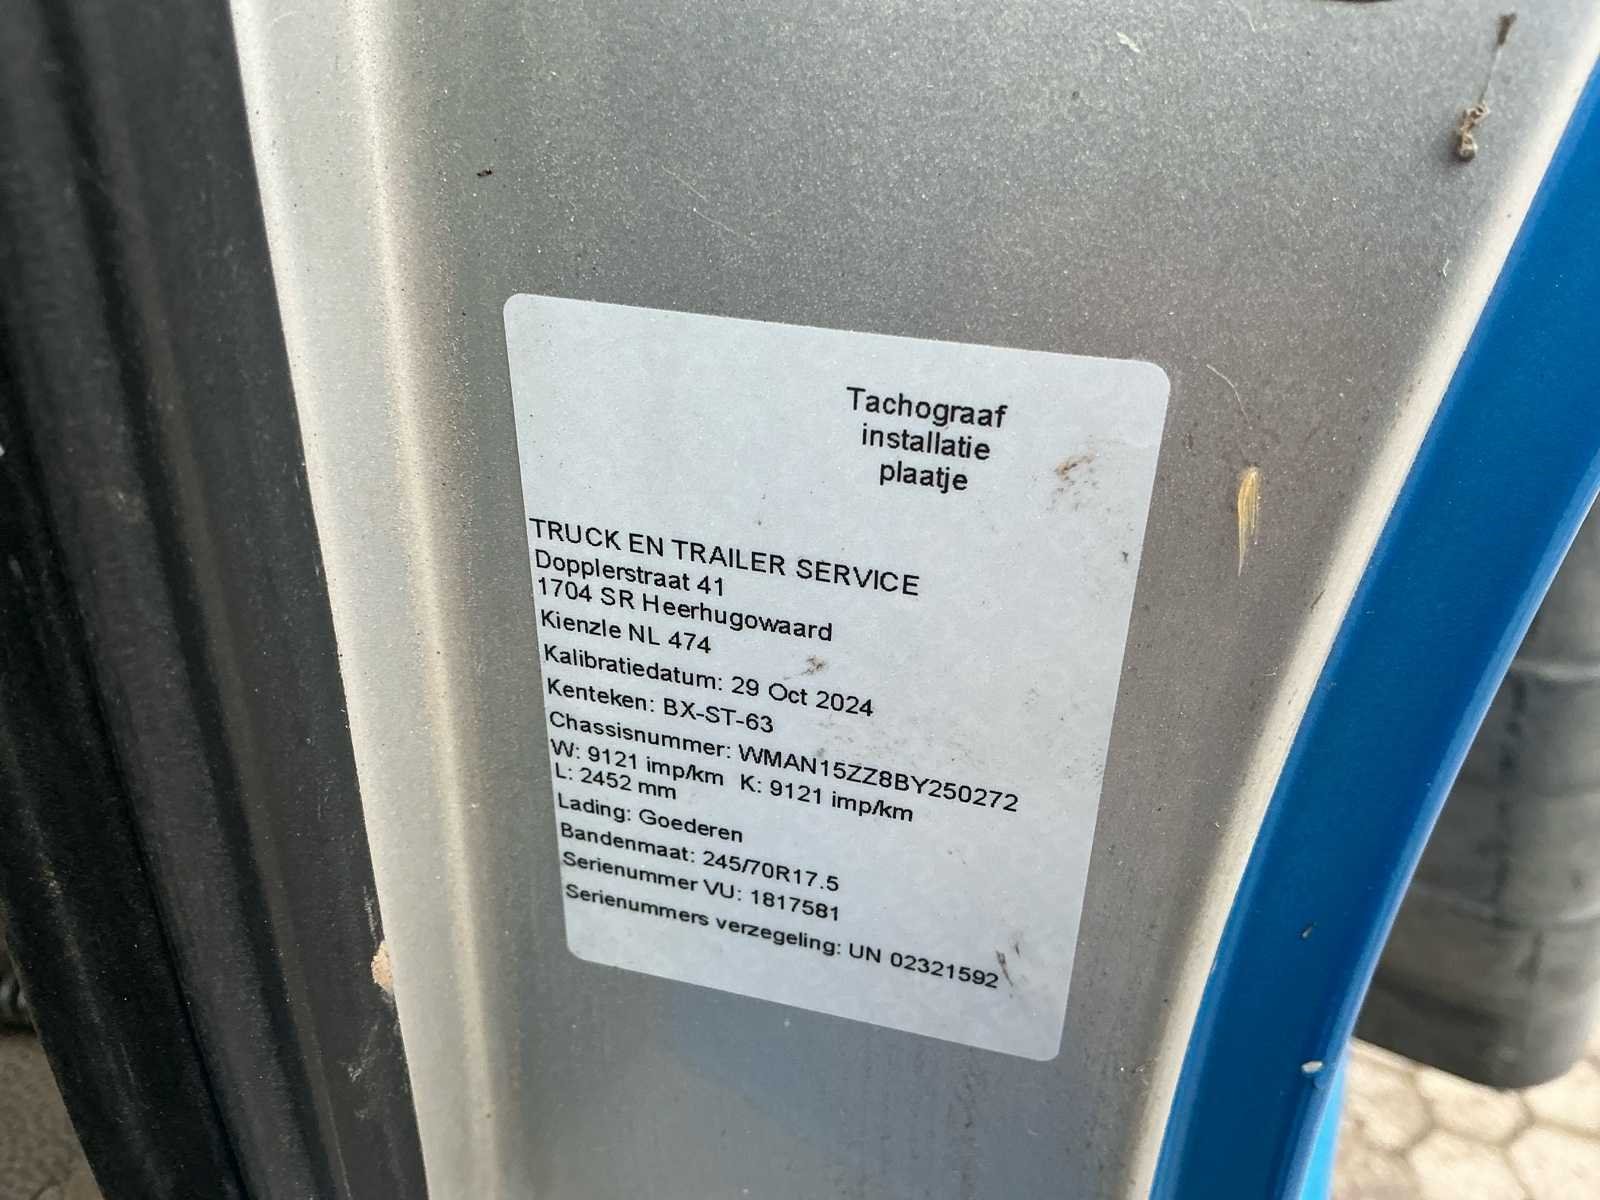 Tachograaf
installatie
plaatje
TRUCK EN TRAILER SERVICE
Dopplerstraat 41
1704 SR Heerhugowaard
Kienzle NL 474
Kalibratiedatum: 29 Oct 2024
Kenteken: BX-ST-63
Chassisnummer: WMAN15ZZ8BY250272
W: 9121 imp/km K: 9121 imp/km
L: 2452 mm
Lading: Goederen
Bandenmaat: 245/70R17.5
Serienummer VU: 1817581
Serienummers verzegeling: UN 02321592